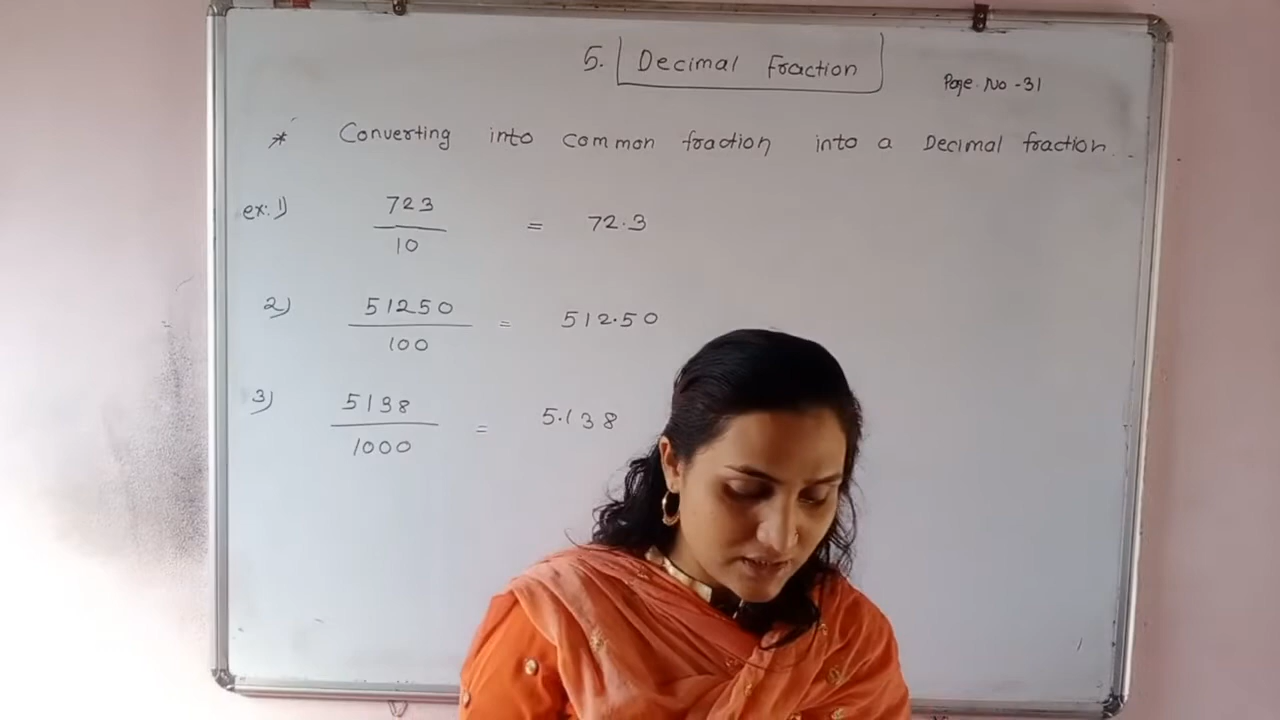 5. Decimal Fraction
Page No - 31
* Converting into common fraction into a Decimal fraction.
ex: 1) 723/10 = 72.3
2) 51250/100 = 512.50
3) 5138/1000 = 5.138